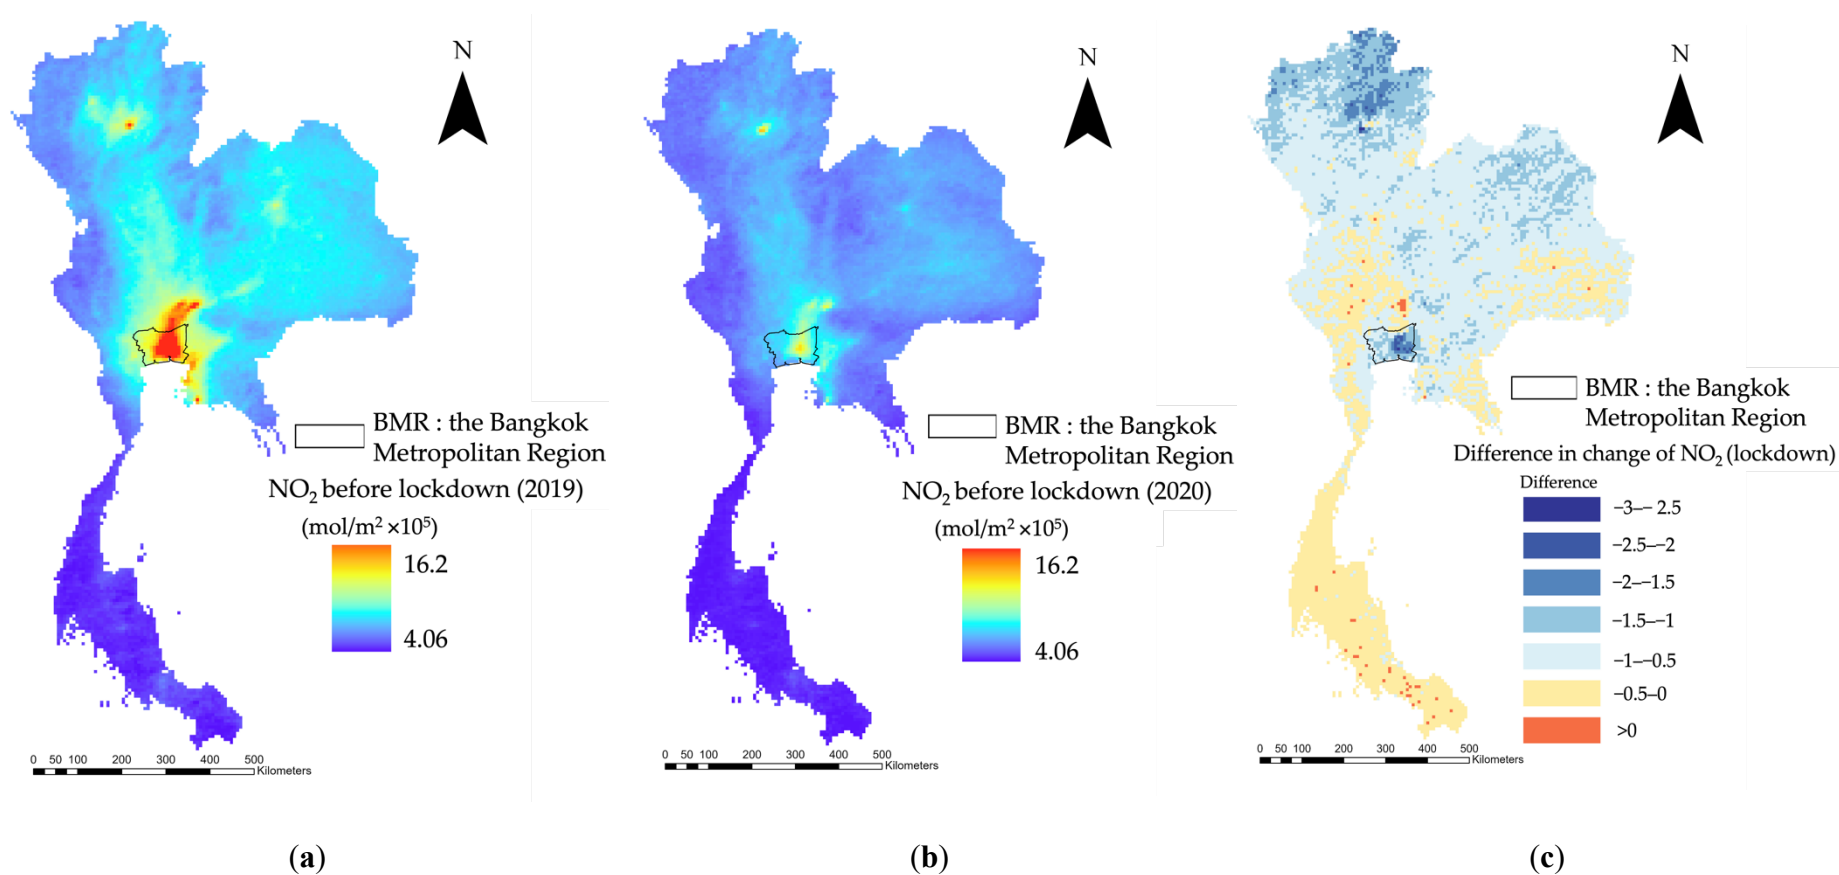 N
BMR : the Bangkok
Metropolitan Region
NO₂ before lockdown (2019)
(mol/m² ×10⁵)
16.2
4.06
0 50 100 200 300 400 500
Kilometers
(a)
N
BMR : the Bangkok
Metropolitan Region
NO₂ before lockdown (2020)
(mol/m² ×10⁵)
16.2
4.06
0 50 100 200 300 400 500
Kilometers
(b)
N
BMR : the Bangkok
Metropolitan Region
Difference in change of NO₂ (lockdown)
Difference
−3–− 2.5
−2.5–−2
−2–−1.5
−1.5–−1
−1–−0.5
−0.5–0
>0
0 50 100 200 300 400 500
Kilometers
(c)